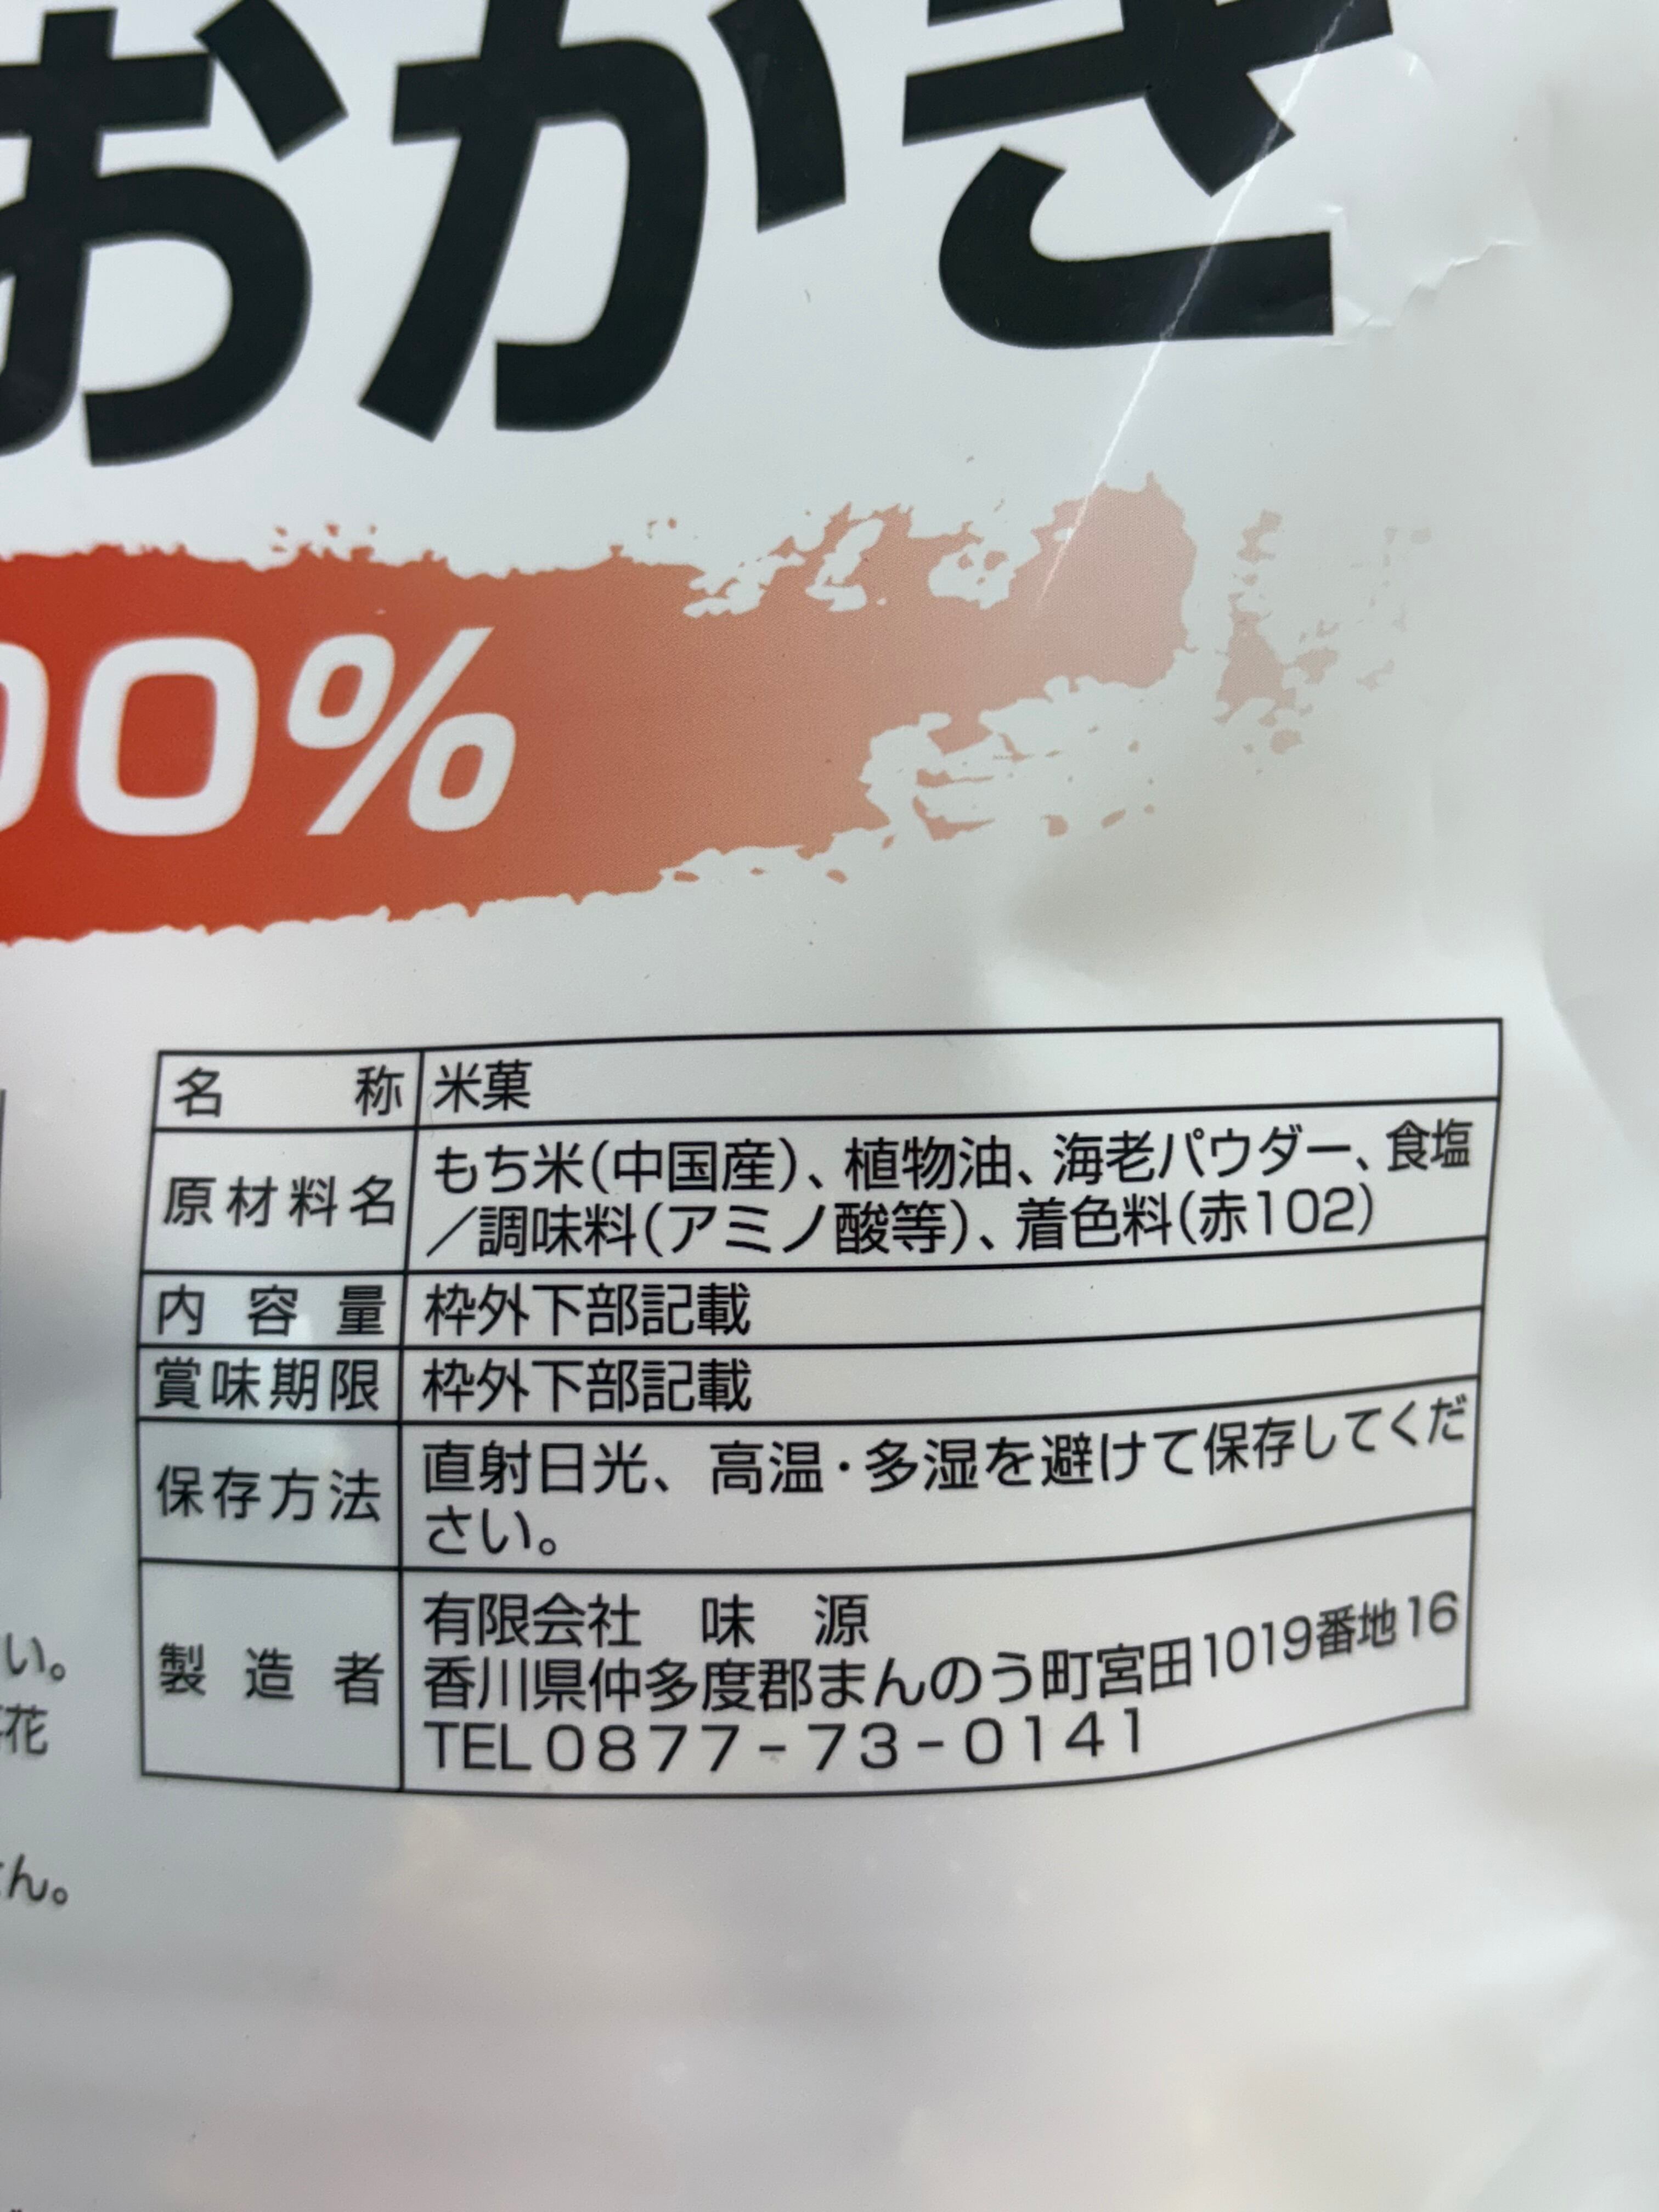 おかき
00%
名称 米菓
原材料名 もち米(中国産)、植物油、海老パウダー、食塩
/調味料(アミノ酸等)、着色料(赤102)
内容量 枠外下部記載
賞味期限 枠外下部記載
保存方法 直射日光、高温・多湿を避けて保存してくだ
さい。
製造者 有限会社 味 源
香川県仲多度郡まんのう町宮田1019番地16
TEL0877-73-0141
い。
花
ん。